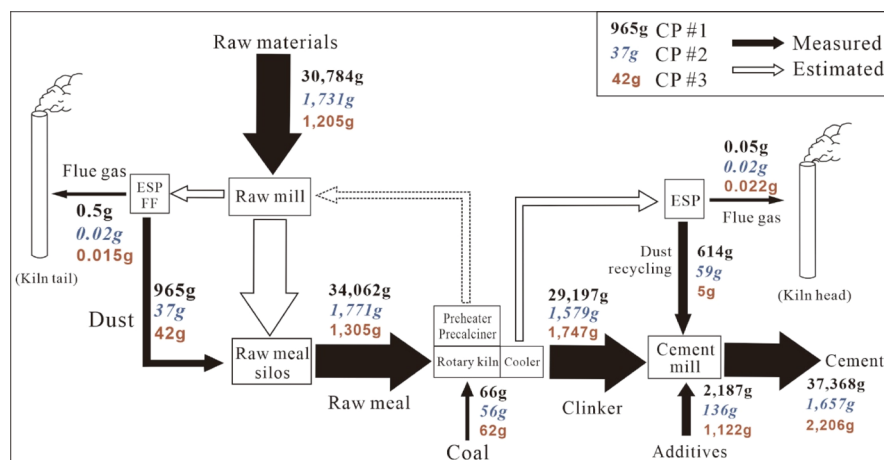 Raw materials
30,784g
1,731g
1,205g
965g CP #1
37g CP #2
42g CP #3
Measured
Estimated
Flue gas
0.5g
0.02g
0.015g
(Kiln tail)
ESP
FF
Raw mill
ESP
0.05g
0.02g
0.022g
Flue gas
(Kiln head)
Dust
recycling
614g
59g
5g
Dust
965g
37g
42g
Raw meal
silos
34,062g
1,771g
1,305g
Raw meal
Preheater
Precalciner
Rotary kiln
Cooler
66g
56g
62g
Coal
29,197g
1,579g
1,747g
Clinker
Cement
mill
2,187g
136g
1,122g
Additives
Cement
37,368g
1,657g
2,206g